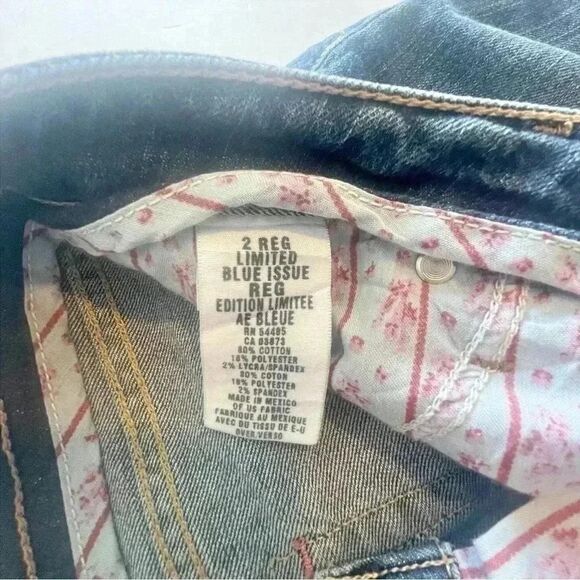 2 REG
LIMITED
BLUE ISSUE
REG
EDITION LIMITEE
AE BLEUE
RN 54485
CA 03873
80% COTTON
18% POLYESTER
2% LYCRA/SPANDEX
80% COTON
18% POLYESTER
2% SPANDEX
MADE IN MEXICO
OF US FABRIC
FABRIQUE AU MEXIQUE
AVEC DU TISSU DE E-U
OVER VERSO